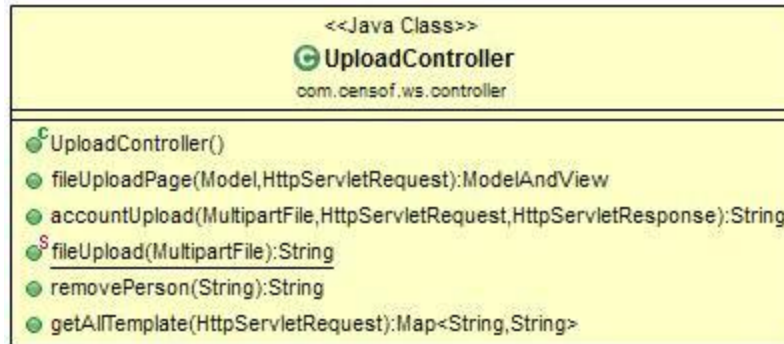 <<Java Class>>
UploadController
com.censof.ws.controller
UploadController()
fileUploadPage(Model,HttpServletRequest):ModelAndView
accountUpload(MultipartFile,HttpServletRequest,HttpServletResponse):String
fileUpload(MultipartFile):String
removePerson(String):String
getAllTemplate(HttpServletRequest):Map<String,String>